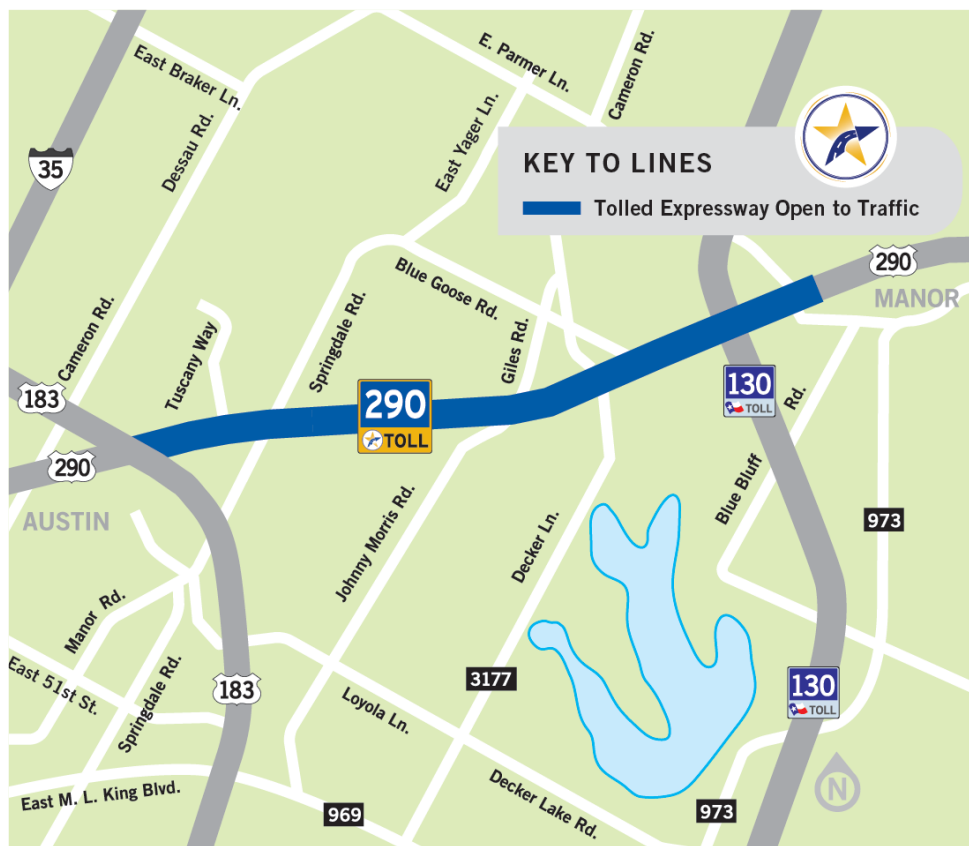 East Braker Ln.
E. Parmer Ln.
Cameron Rd.
35
Dessau Rd.
East Yager Ln.
KEY TO LINES
Tolled Expressway Open to Traffic
290
MANOR
Blue Goose Rd.
Cameron Rd.
Tuscany Way
Springdale Rd.
Giles Rd.
183
290
TOLL
130
TOLL
Blue Bluff Rd.
290
AUSTIN
973
Johnny Morris Rd.
Decker Ln.
Manor Rd.
East 51st St.
Springdale Rd.
183
3177
130
TOLL
Loyola Ln.
East M. L. King Blvd.
969
Decker Lake Rd.
973
N